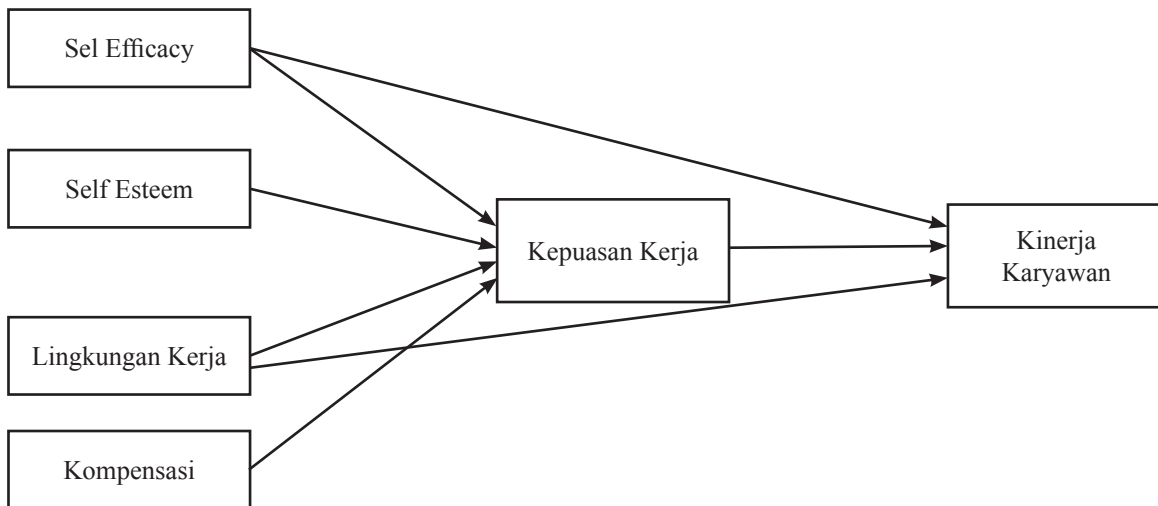 Sel Efficacy
Self Esteem
Kepuasan Kerja
Kinerja
Karyawan
Lingkungan Kerja
Kompensasi